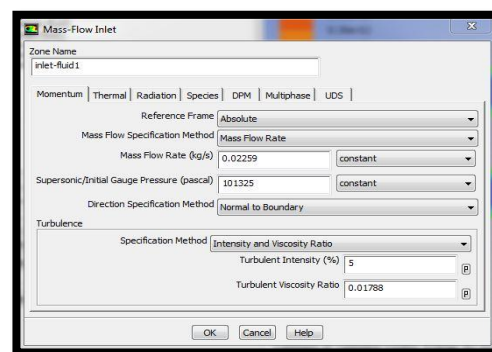 Mass-Flow Inlet
Zone Name
inlet-fluid1
Momentum Thermal Radiation Species DPM Multiphase UDS
Reference Frame Absolute
Mass Flow Specification Method Mass Flow Rate
Mass Flow Rate (kg/s) 0.02259 constant
Supersonic/Initial Gauge Pressure (pascal) 101325 constant
Direction Specification Method Normal to Boundary
Turbulence
Specification Method Intensity and Viscosity Ratio
Turbulent Intensity (%) 5 P
Turbulent Viscosity Ratio 0.01788 P
OK Cancel Help